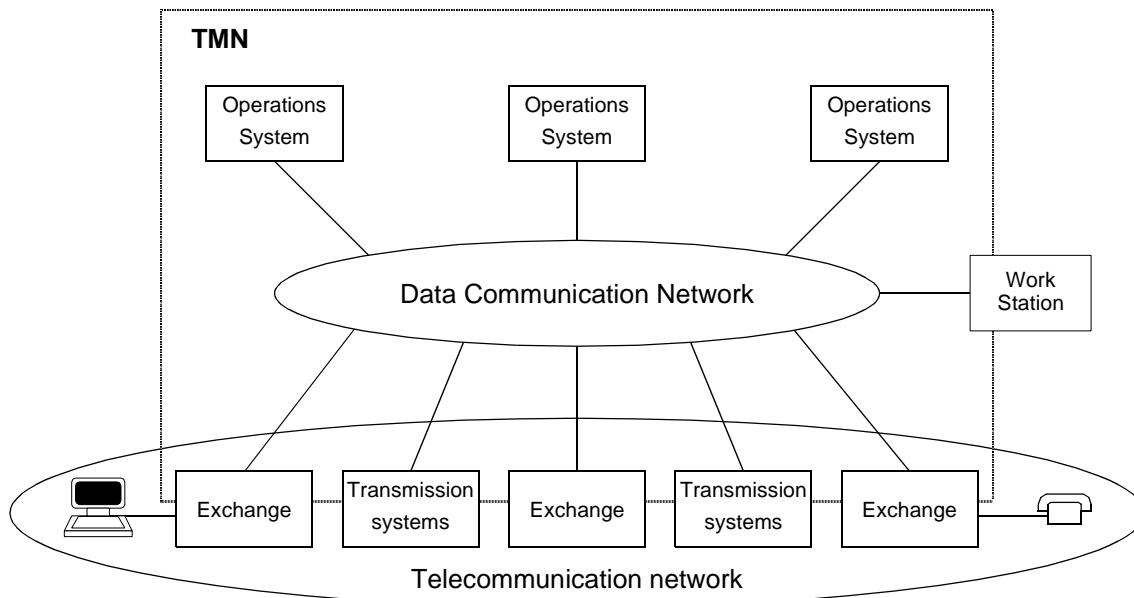 TMN
Operations
System
Operations
System
Operations
System
Data Communication Network
Work
Station
Exchange
Transmission
systems
Exchange
Transmission
systems
Exchange
Telecommunication network